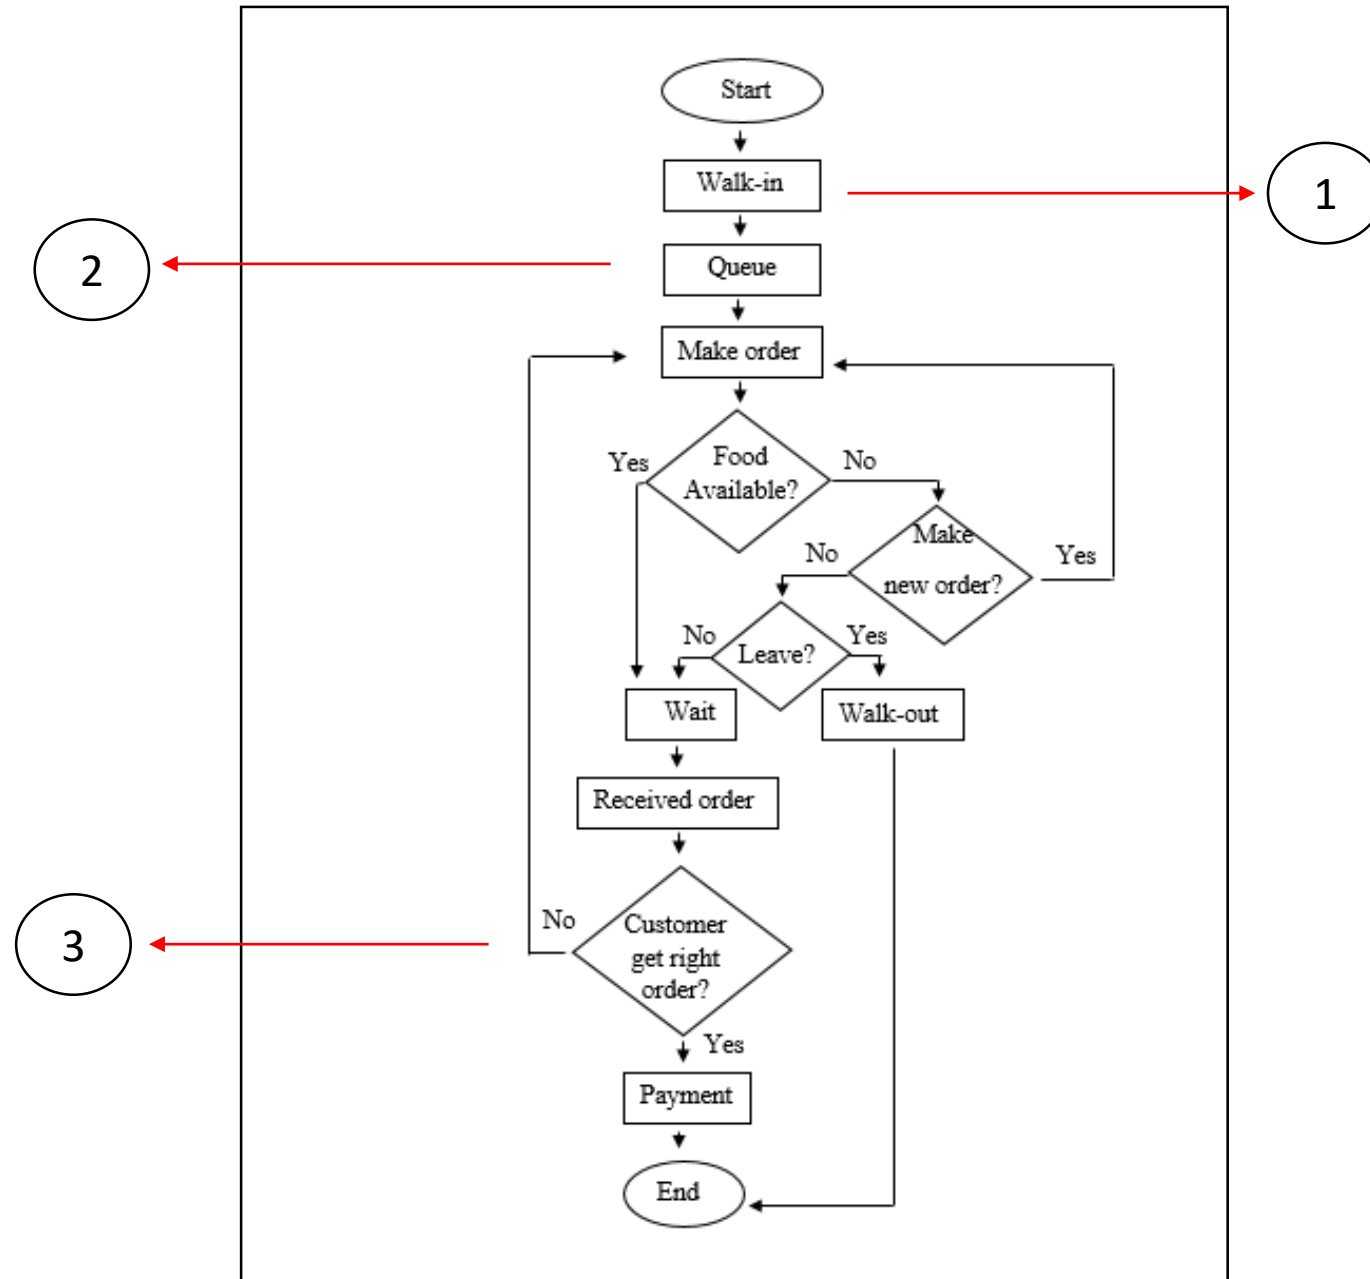 Start
Walk-in
1
Queue
2
Make order
Food
Available?
Yes
No
Make
new order?
No
Yes
Leave?
No
Yes
Wait
Walk-out
Received order
Customer
get right
order?
No
3
Yes
Payment
End